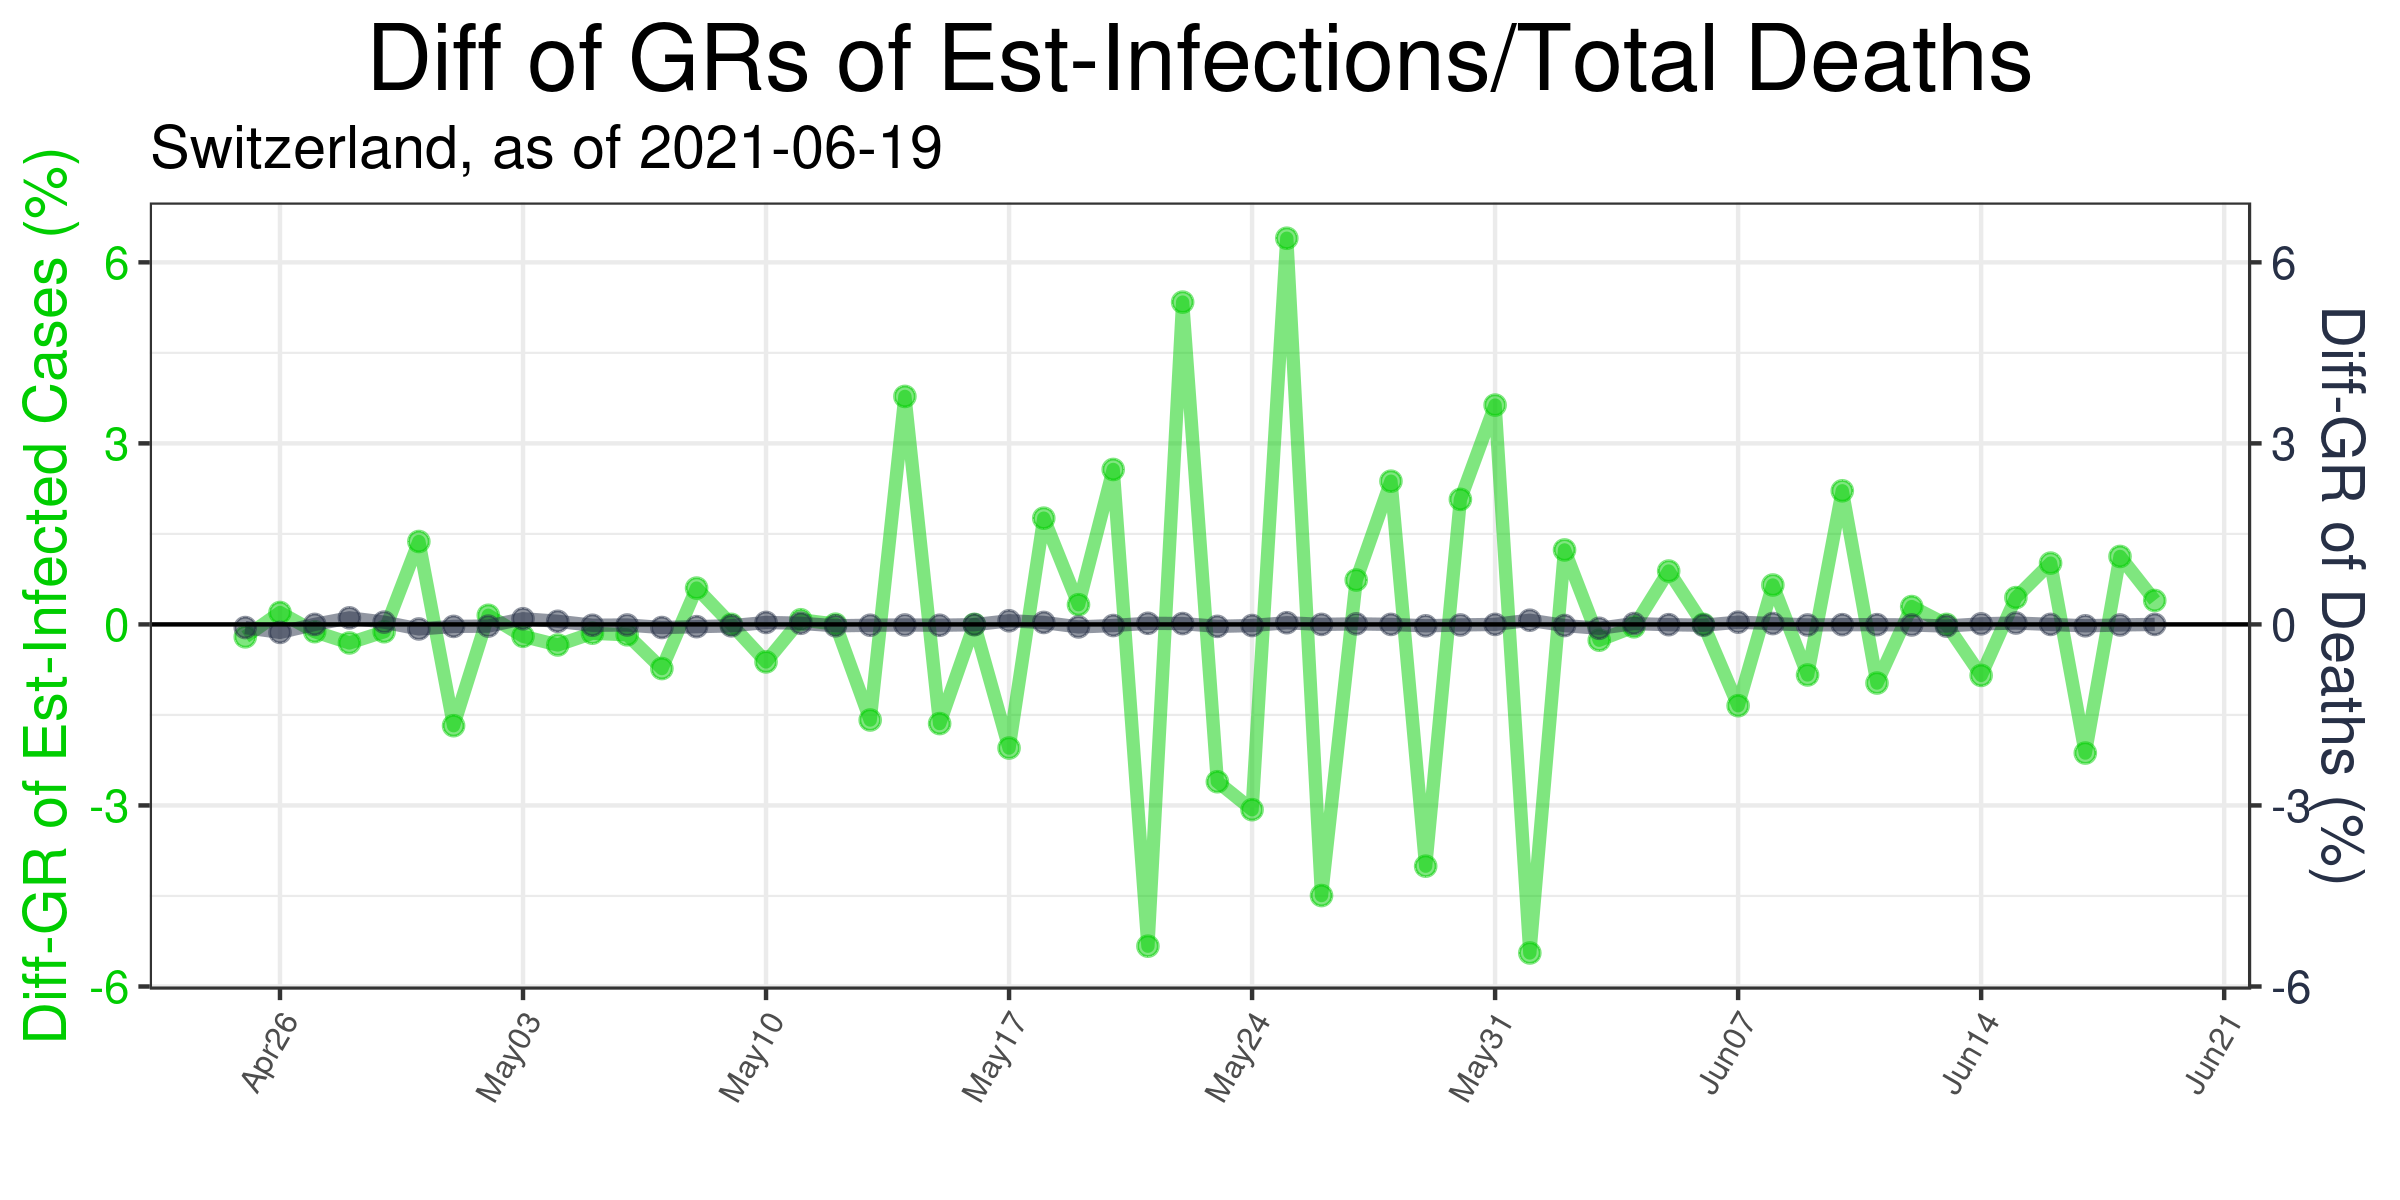 Diff of GRs of Est-Infections/Total Deaths
Switzerland, as of 2021-06-19
Diff-GR of Est-Infected Cases (%)
6
3
0
-3
-6
6
3
0
-3
-6
Diff-GR of Deaths (%)
Apr26
May03
May10
May17
May24
May31
Jun07
Jun14
Jun21